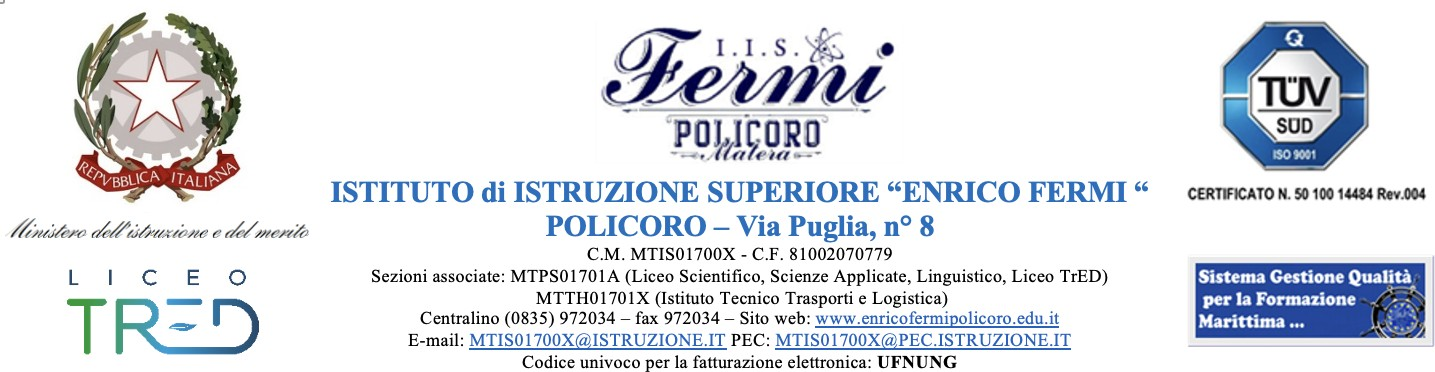 REPVBBLICA ITALIANA
Ministero dell'istruzione e del merito
LICEO
TRED
I.I.S.
Fermi
POLICORO
Matera
ISTITUTO di ISTRUZIONE SUPERIORE “ENRICO FERMI “
POLICORO – Via Puglia, n° 8
C.M. MTIS01700X - C.F. 81002070779
Sezioni associate: MTPS01701A (Liceo Scientifico, Scienze Applicate, Linguistico, Liceo TrED)
MTTH01701X (Istituto Tecnico Trasporti e Logistica)
Centralino (0835) 972034 – fax 972034 – Sito web: www.enricofermipolicoro.edu.it
E-mail: MTIS01700X@ISTRUZIONE.IT PEC: MTIS01700X@PEC.ISTRUZIONE.IT
Codice univoco per la fatturazione elettronica: UFNUNG
TÜV
SÜD
ISO 9001
CERTIFICATO N. 50 100 14484 Rev.004
Sistema Gestione Qualità
per la Formazione
Marittima ...